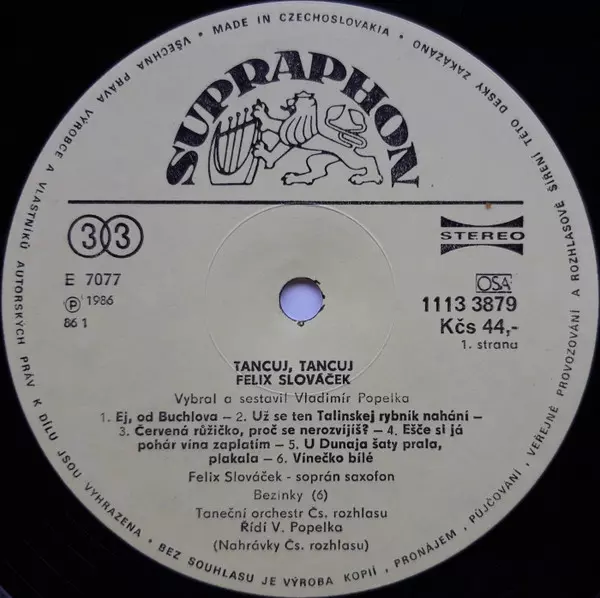 MADE IN CZECHOSLOVAKIA • VŠECHNA PRÁVA VÝROBCE A VLASTNÍKŮ AUTORSKÝCH PRÁV K DÍLU JSOU VYHRAZENA • BEZ SOUHLASU JE VÝROBA KOPIÍ, PRONÁJEM, PŮJČOVÁNÍ, VEŘEJNÉ PROVOZOVÁNÍ A ROZHLASOVÉ ŠÍŘENÍ TÉTO DESKY ZAKÁZÁNO •
SUPRAPHON
33
STEREO
E 7077
℗ 1986
86 1
OSA
1113 3879
Kčs 44,-
1. strana
TANCUJ, TANCUJ
FELIX SLOVÁČEK
Vybral a sestavil Vladimír Popelka
1. Ej, od Buchlova – 2. Už se ten Talinskej rybník nahání –
3. Červená růžičko, proč se nerozvijíš? – 4. Ešče si já
pohár vína zaplatím – 5. U Dunaja šaty prala,
plakala – 6. Vínečko bílé
Felix Slováček - soprán saxofon
Bezinky (6)
Taneční orchestr Čs. rozhlasu
Řídí V. Popelka
(Nahrávky Čs. rozhlasu)